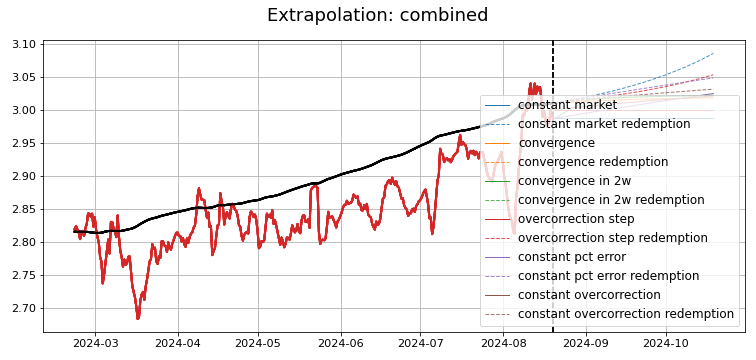 Extrapolation: combined
3.10
3.05
3.00
2.95
2.90
2.85
2.80
2.75
2.70
constant market
constant market redemption
convergence
convergence redemption
convergence in 2w
convergence in 2w redemption
overcorrection step
overcorrection step redemption
constant pct error
constant pct error redemption
constant overcorrection
constant overcorrection redemption
2024-03 2024-04 2024-05 2024-06 2024-07 2024-08 2024-09 2024-10